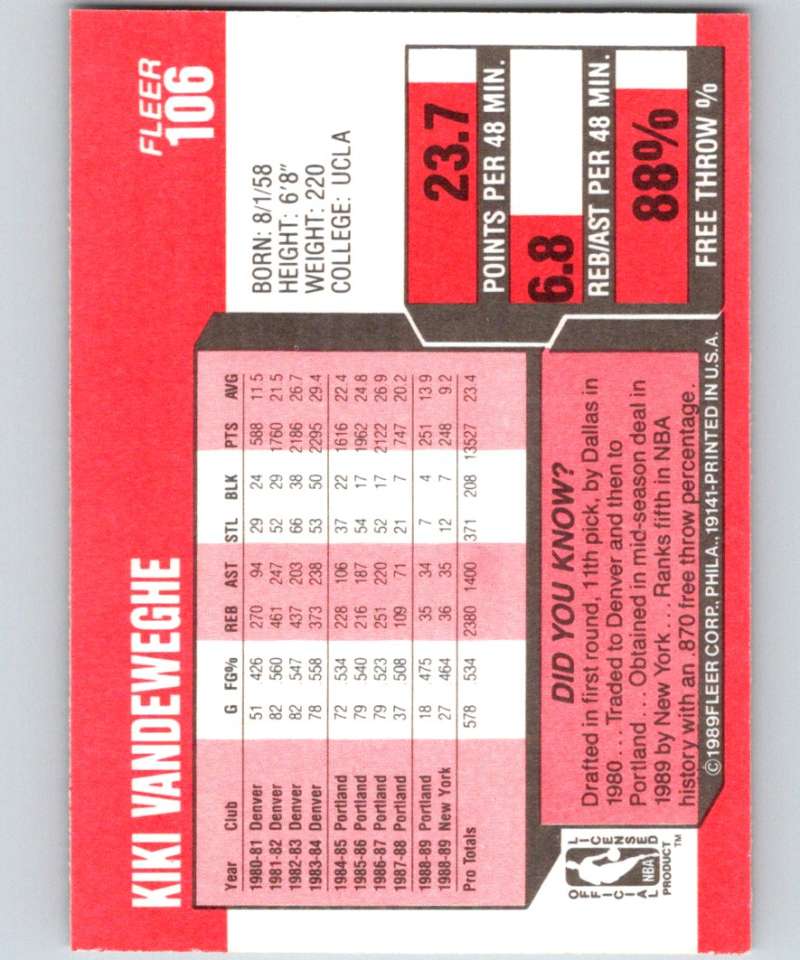 KIKI VANDEWEGHE
FLEER
106
BORN: 8/1/58
HEIGHT: 6'8"
WEIGHT: 220
COLLEGE: UCLA
Year Club G FG% REB AST STL BLK PTS AVG
1980-81 Denver 51 .426 270 94 29 24 588 11.5
1981-82 Denver 82 .560 461 247 52 29 1760 21.5
1982-83 Denver 82 .547 437 203 66 38 2186 26.7
1983-84 Denver 78 .558 373 238 53 50 2295 29.4
1984-85 Portland 72 .534 228 106 37 22 1616 22.4
1985-86 Portland 79 .540 216 187 54 17 1962 24.8
1986-87 Portland 79 .523 251 220 52 17 2122 26.9
1987-88 Portland 37 .508 109 71 21 7 747 20.2
1988-89 Portland 18 .475 35 34 7 4 251 13.9
1988-89 New York 27 .464 36 35 12 7 248 9.2
Pro Totals 578 .534 2380 1400 371 208 13527 23.4
23.7
POINTS PER 48 MIN.
6.8
REB/AST PER 48 MIN.
88%
FREE THROW %
DID YOU KNOW?
Drafted in first round, 11th pick, by Dallas in
1980 . . . Traded to Denver and then to
Portland . . . Obtained in mid-season deal in
1989 by New York . . . Ranks fifth in NBA
history with an .870 free throw percentage.
OFFICIAL LICENSED
NBA
PRODUCT™
©1989 FLEER CORP., PHILA., 19141-PRINTED IN U.S.A.